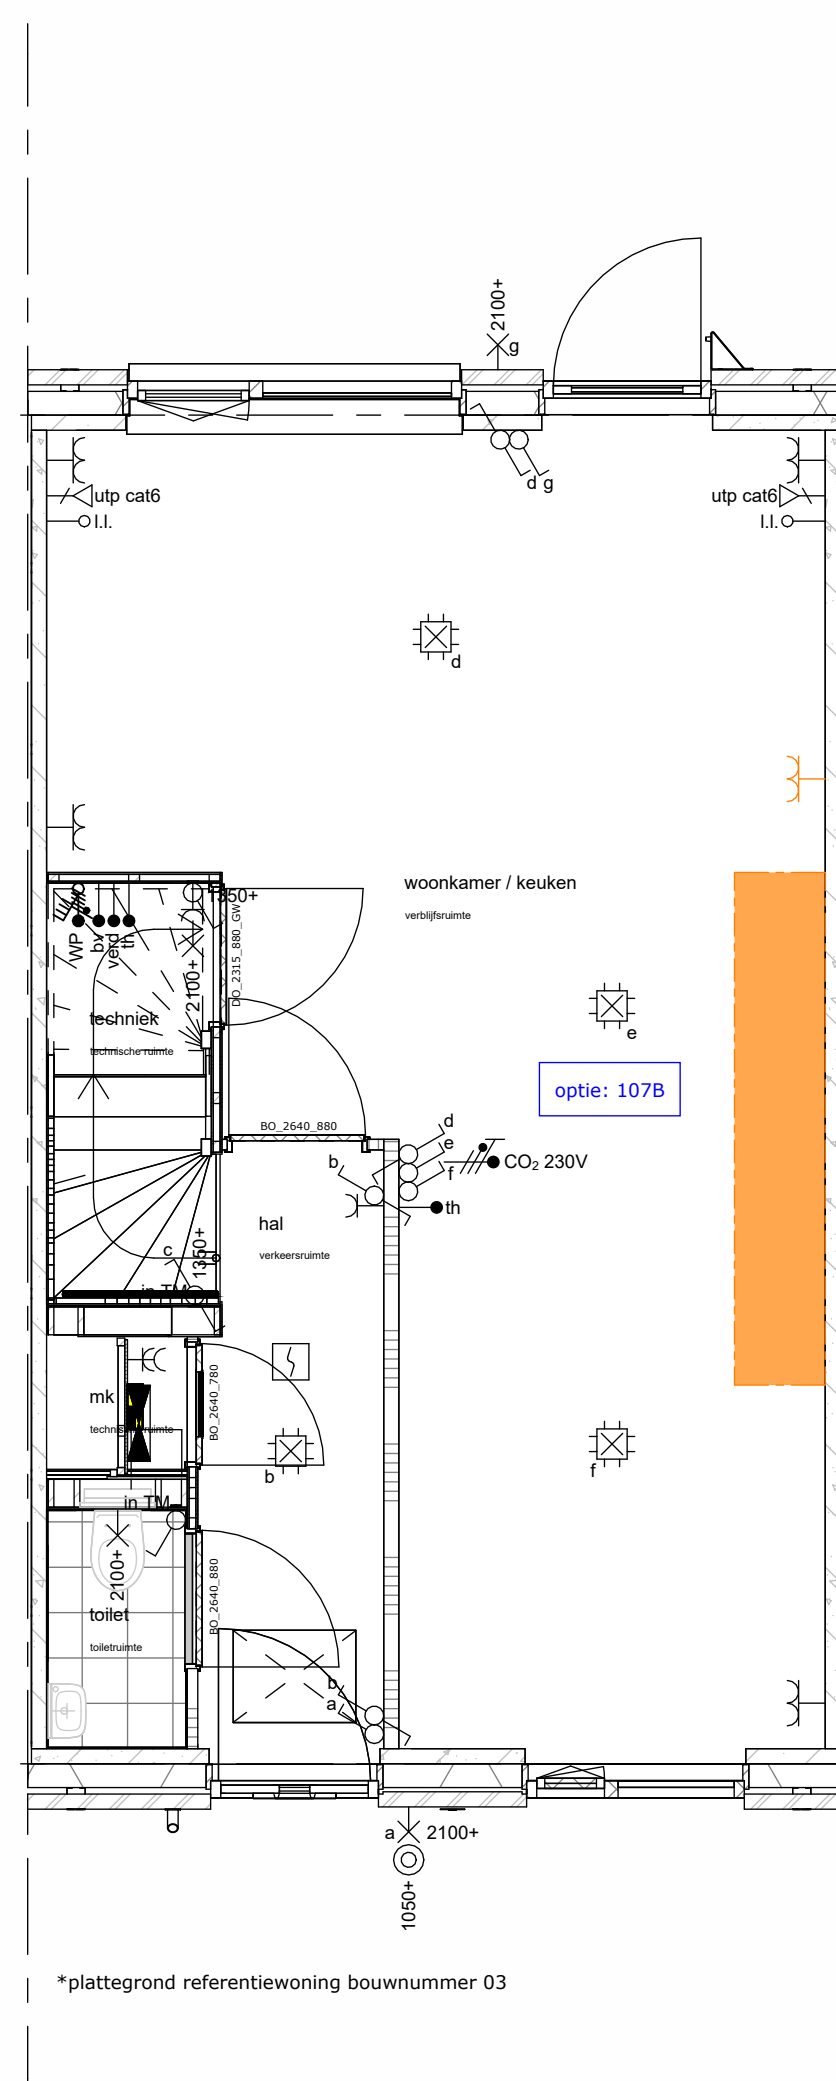 2100+
g
d g
utp cat6
l.l.
utp cat6
l.l.
d
woonkamer / keuken
verblijfsruimte
1350+
WP
bv
verd
th
2100+
DO_2315_880_GW
techniek
technische ruimte
e
optie: 107B
BO_2640_880
d
e
f
b
CO₂ 230V
th
hal
verkeersruimte
c
1350+
in TM
mk
technische ruimte
BO_2640_780
b
f
in TM
2100+
toilet
toiletruimte
BO_2640_880
b
a
a
2100+
1050+
*plattegrond referentiewoning bouwnummer 03